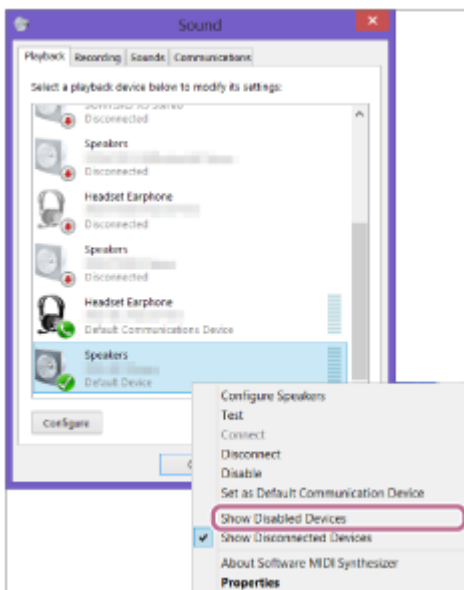 Sound
Playback Recording Sounds Communications
Select a playback device below to modify its settings:
Disconnected
Speakers
Disconnected
Headset Earphone
Disconnected
Speakers
Disconnected
Headset Earphone
Default Communications Device
Speakers
Default Device
Configure
Configure Speakers
Test
Connect
Disconnect
Disable
Set as Default Communication Device
Show Disabled Devices
Show Disconnected Devices
About Software MIDI Synthesizer
Properties